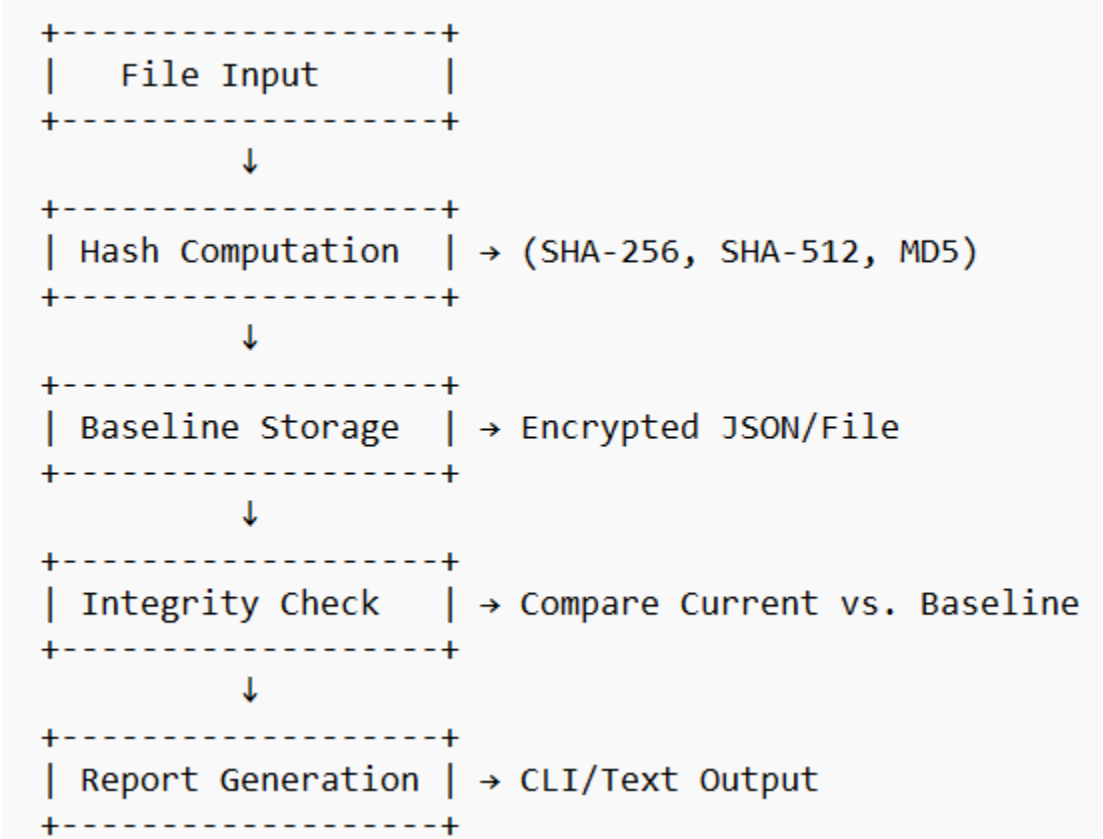 +-------------------+
|   File Input      |
+-------------------+
          ↓
+-------------------+
| Hash Computation  | → (SHA-256, SHA-512, MD5)
+-------------------+
          ↓
+-------------------+
| Baseline Storage  | → Encrypted JSON/File
+-------------------+
          ↓
+-------------------+
| Integrity Check   | → Compare Current vs. Baseline
+-------------------+
          ↓
+-------------------+
| Report Generation | → CLI/Text Output
+-------------------+